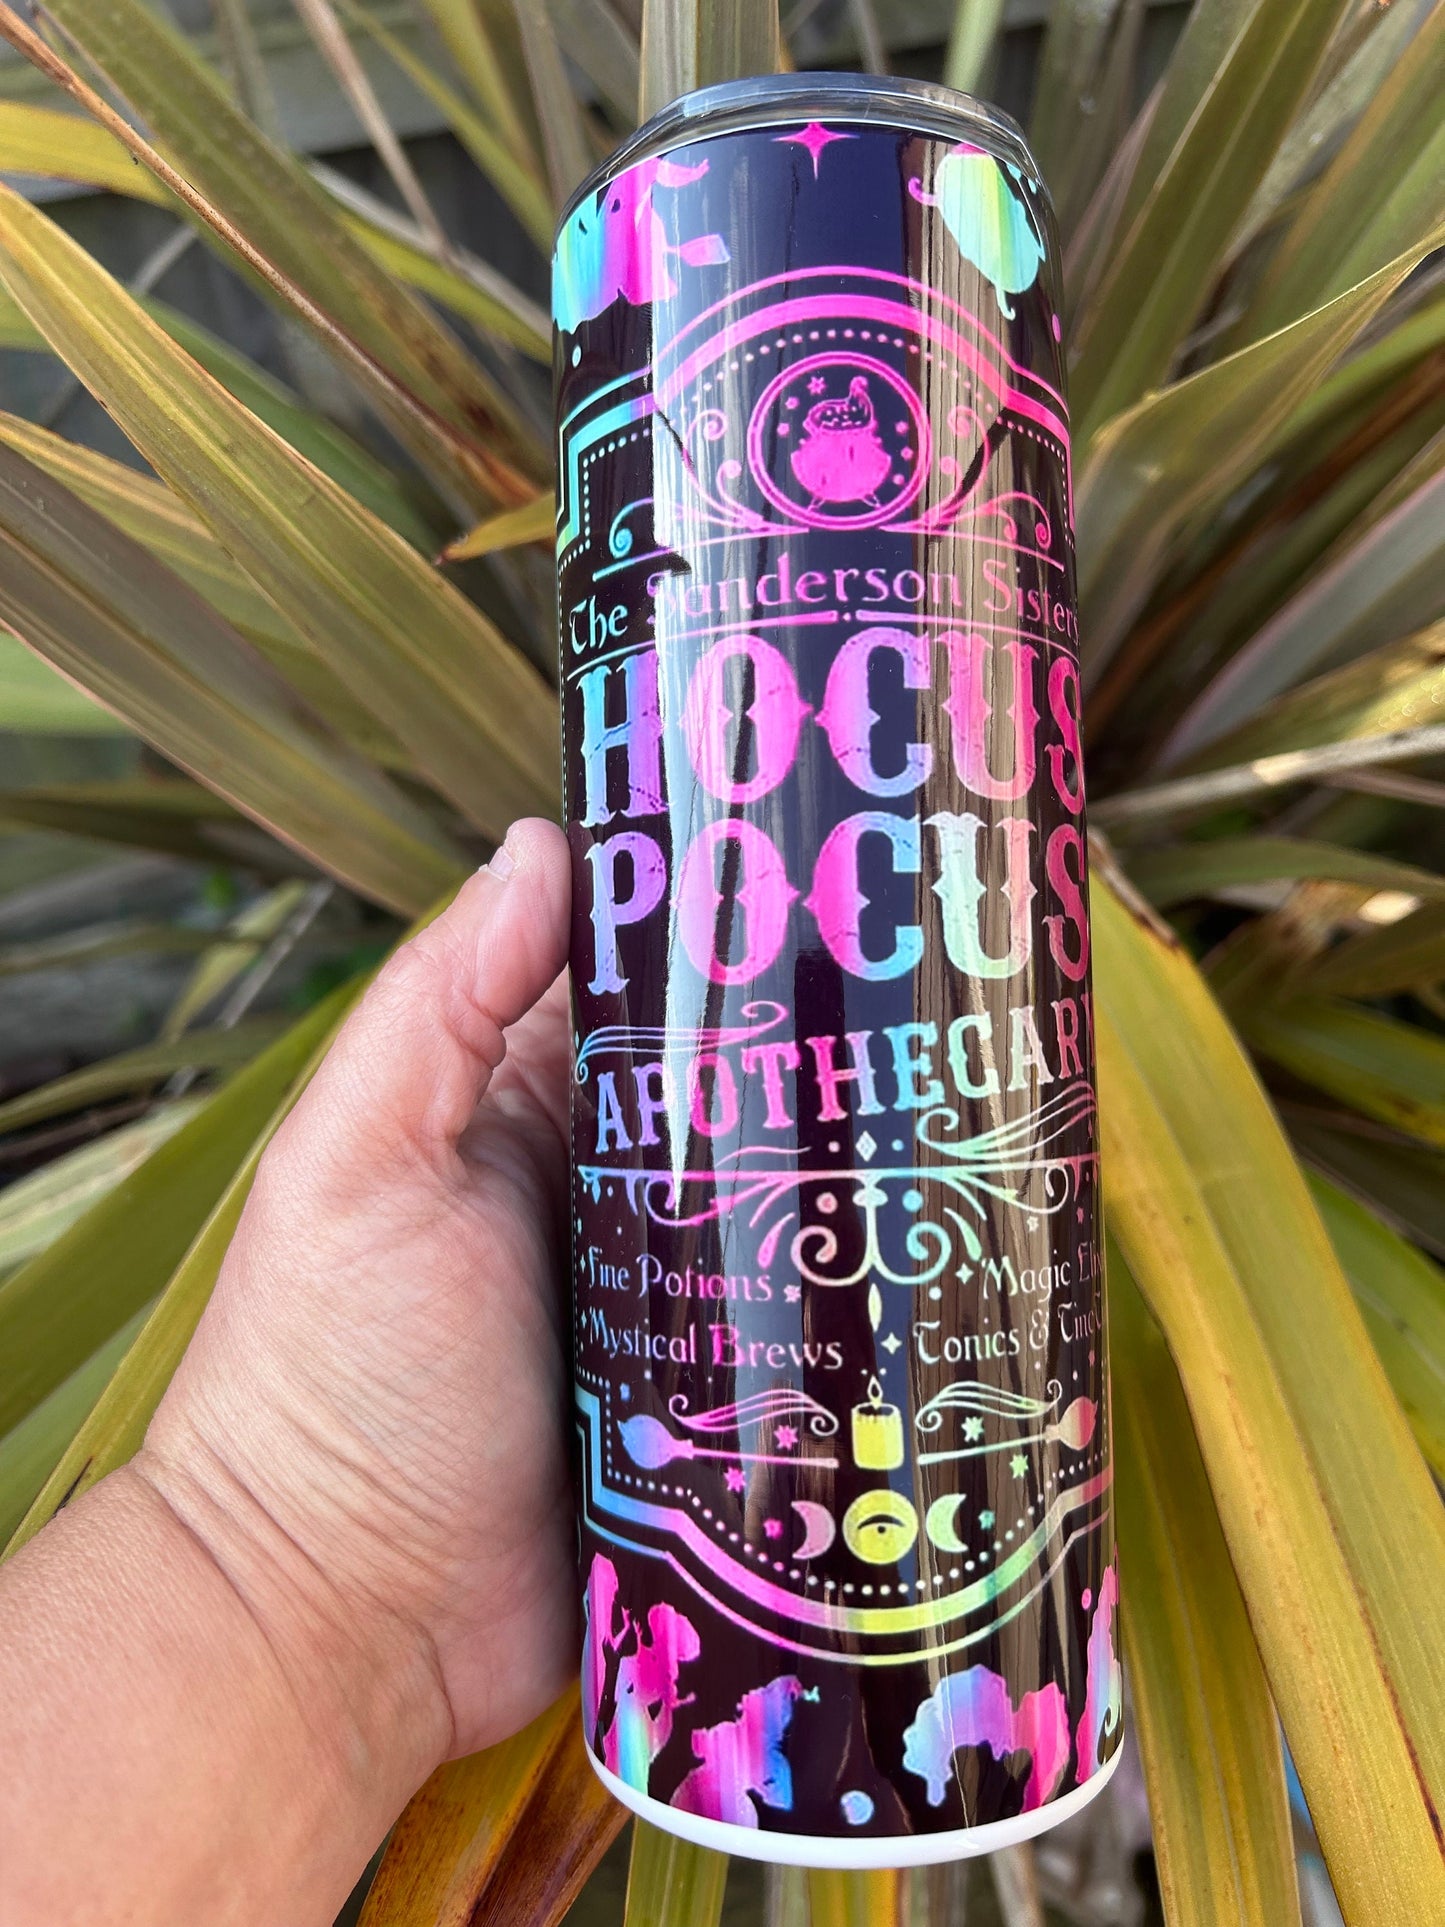 The Sanderson Sisters
HOCUS
POCUS
APOTHECARY
Fine Potions
Magic
Mystical Brews
Tonics &